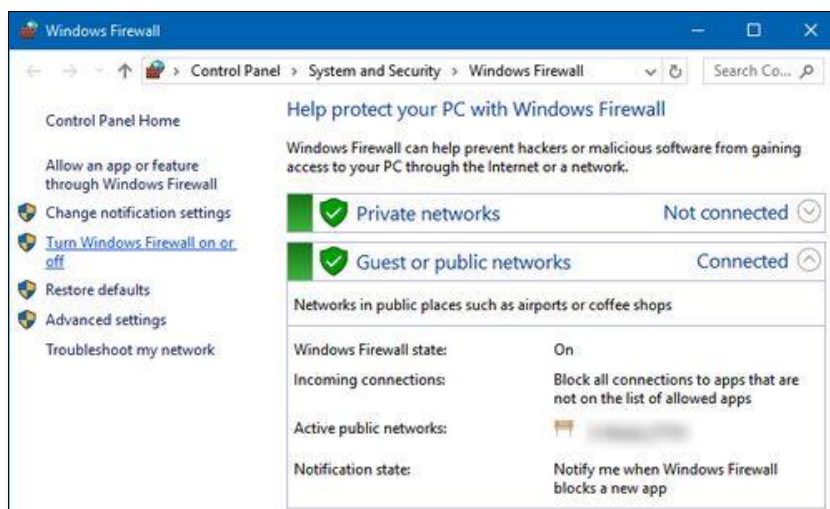 Windows Firewall
Control Panel > System and Security > Windows Firewall
Search Co...
Control Panel Home
Allow an app or feature
through Windows Firewall
Change notification settings
Turn Windows Firewall on or
off
Restore defaults
Advanced settings
Troubleshoot my network
Help protect your PC with Windows Firewall
Windows Firewall can help prevent hackers or malicious software from gaining
access to your PC through the Internet or a network.
Private networks Not connected
Guest or public networks Connected
Networks in public places such as airports or coffee shops
Windows Firewall state: On
Incoming connections: Block all connections to apps that are
not on the list of allowed apps
Active public networks:
Notification state: Notify me when Windows Firewall
blocks a new app